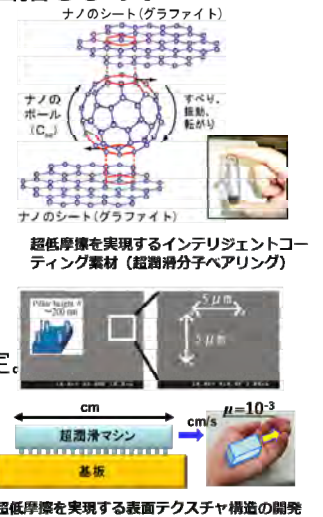 ナノのシート(グラファイト)
ナノの
ボール
(C₆₀)
すべり、
振動、
転がり
ナノのシート(グラファイト)
超低摩擦を実現するインテリジェントコー
ティング素材（超潤滑分子ベアリング）
Pillar height
~200 nm
5μm
5μm
定。
cm
cm/s
μ=10⁻³
超潤滑マシン
基板
超低摩擦を実現する表面テクスチャ構造の開発